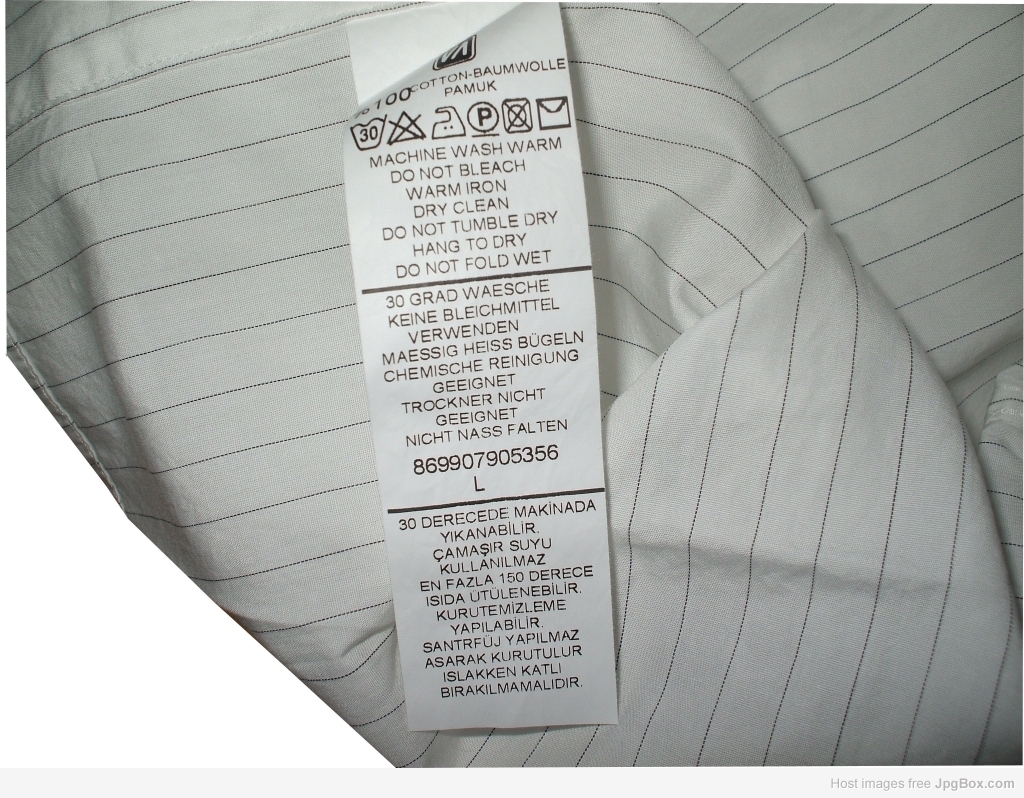 %100 COTTON-BAUMWOLLE
PAMUK
30 P
MACHINE WASH WARM
DO NOT BLEACH
WARM IRON
DRY CLEAN
DO NOT TUMBLE DRY
HANG TO DRY
DO NOT FOLD WET
30 GRAD WAESCHE
KEINE BLEICHMITTEL
VERWENDEN
MAESSIG HEISS BÜGELN
CHEMISCHE REINIGUNG
GEEIGNET
TROCKNER NICHT
GEEIGNET
NICHT NASS FALTEN
869907905356
L
30 DERECEDE MAKİNADA
YIKANABİLİR.
ÇAMAŞIR SUYU
KULLANILMAZ
EN FAZLA 150 DERECE
ISIDA ÜTÜLENEBİLİR.
KURUTEMİZLEME
YAPILABİLİR.
SANTRFÜJ YAPILMAZ
ASARAK KURUTULUR
ISLAKKEN KATLI
BIRAKILMAMALIDIR.
Host images free JpgBox.com